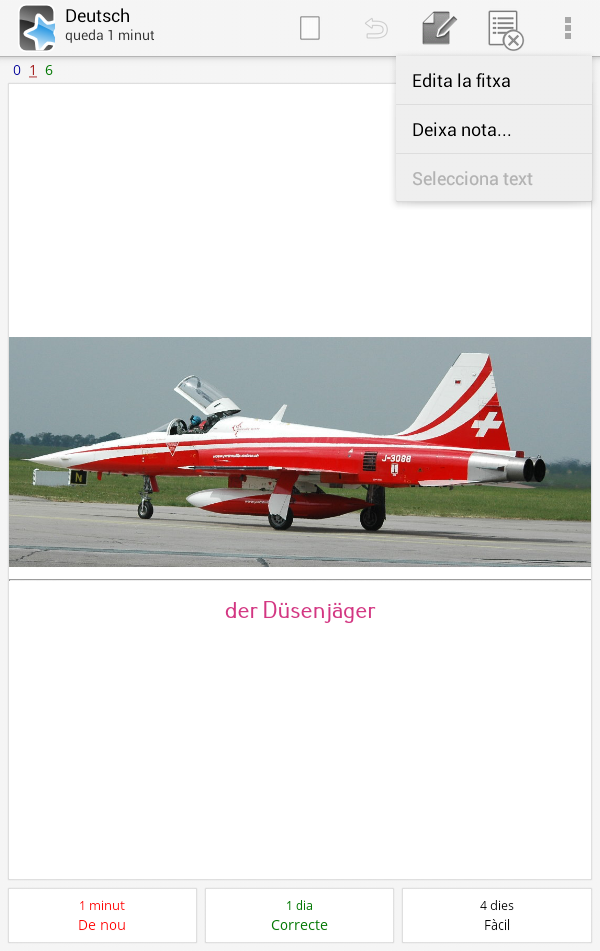 Deutsch
queda 1 minut
0 1 6
Edita la fitxa
Deixa nota...
Selecciona text
J-3088
N
der Düsenjäger
1 minut
De nou
1 dia
Correcte
4 dies
Fàcil